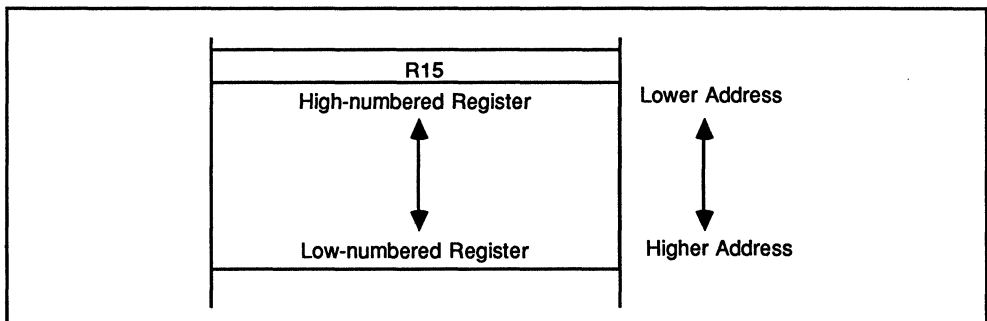 R15
High-numbered Register
Lower Address
Low-numbered Register
Higher Address